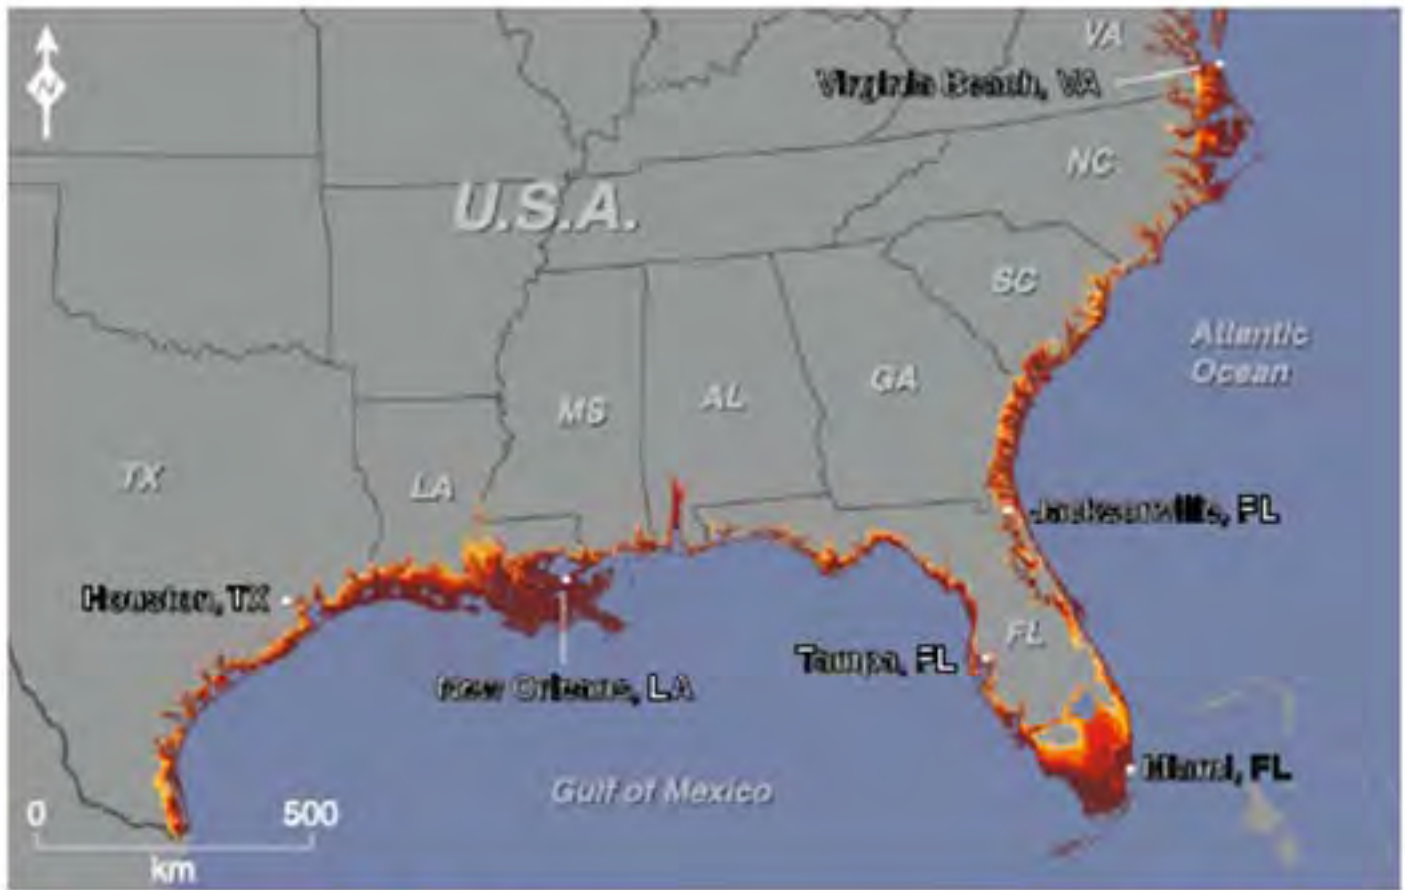 N
VA
Virginia Beach, VA
NC
U.S.A.
SC
Atlantic
Ocean
MS
AL
GA
TX
LA
Jacksonville, FL
Houston, TX
FL
Tampa, FL
New Orleans, LA
Miami, FL
Gulf of Mexico
0 500
km